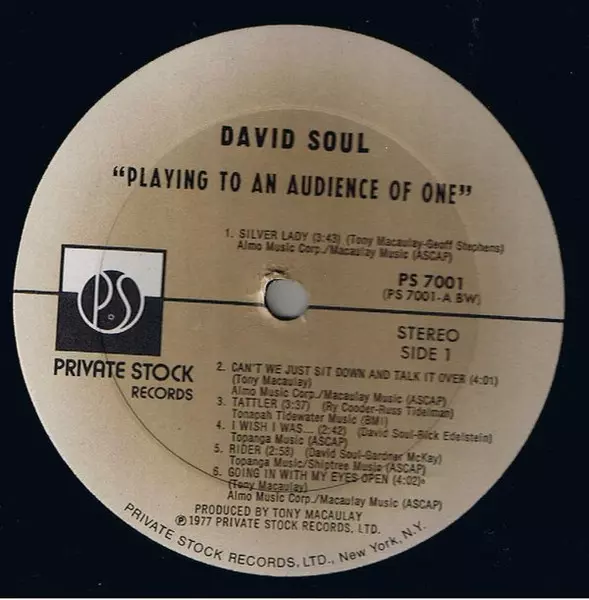 DAVID SOUL
"PLAYING TO AN AUDIENCE OF ONE"
1. SILVER LADY (3:43) (Tony Macaulay-Geoff Stephens)
Almo Music Corp./Macaulay Music (ASCAP)
PS 7001
(PS 7001-A BW)
PS
PRIVATE STOCK
RECORDS
STEREO
SIDE 1
2. CAN'T WE JUST SIT DOWN AND TALK IT OVER (4:01)
(Tony Macaulay)
Almo Music Corp./Macaulay Music (ASCAP)
3. TATTLER (3:37) (Ry Cooder-Russ Tidelman)
Tonapah Tidewater Music (BMI)
4. I WISH I WAS... (2:42) (David Soul-Rick Edelstein)
Topanga Music (ASCAP)
5. RIDER (2:58) (David Soul-Gardner McKay)
Topanga Music/Shiptree Music (ASCAP)
6. GOING IN WITH MY EYES OPEN (4:02)
(Tony Macaulay)
Almo Music Corp./Macaulay Music (ASCAP)
PRODUCED BY TONY MACAULAY
℗1977 PRIVATE STOCK RECORDS, LTD.
PRIVATE STOCK RECORDS, LTD., New York, N.Y.